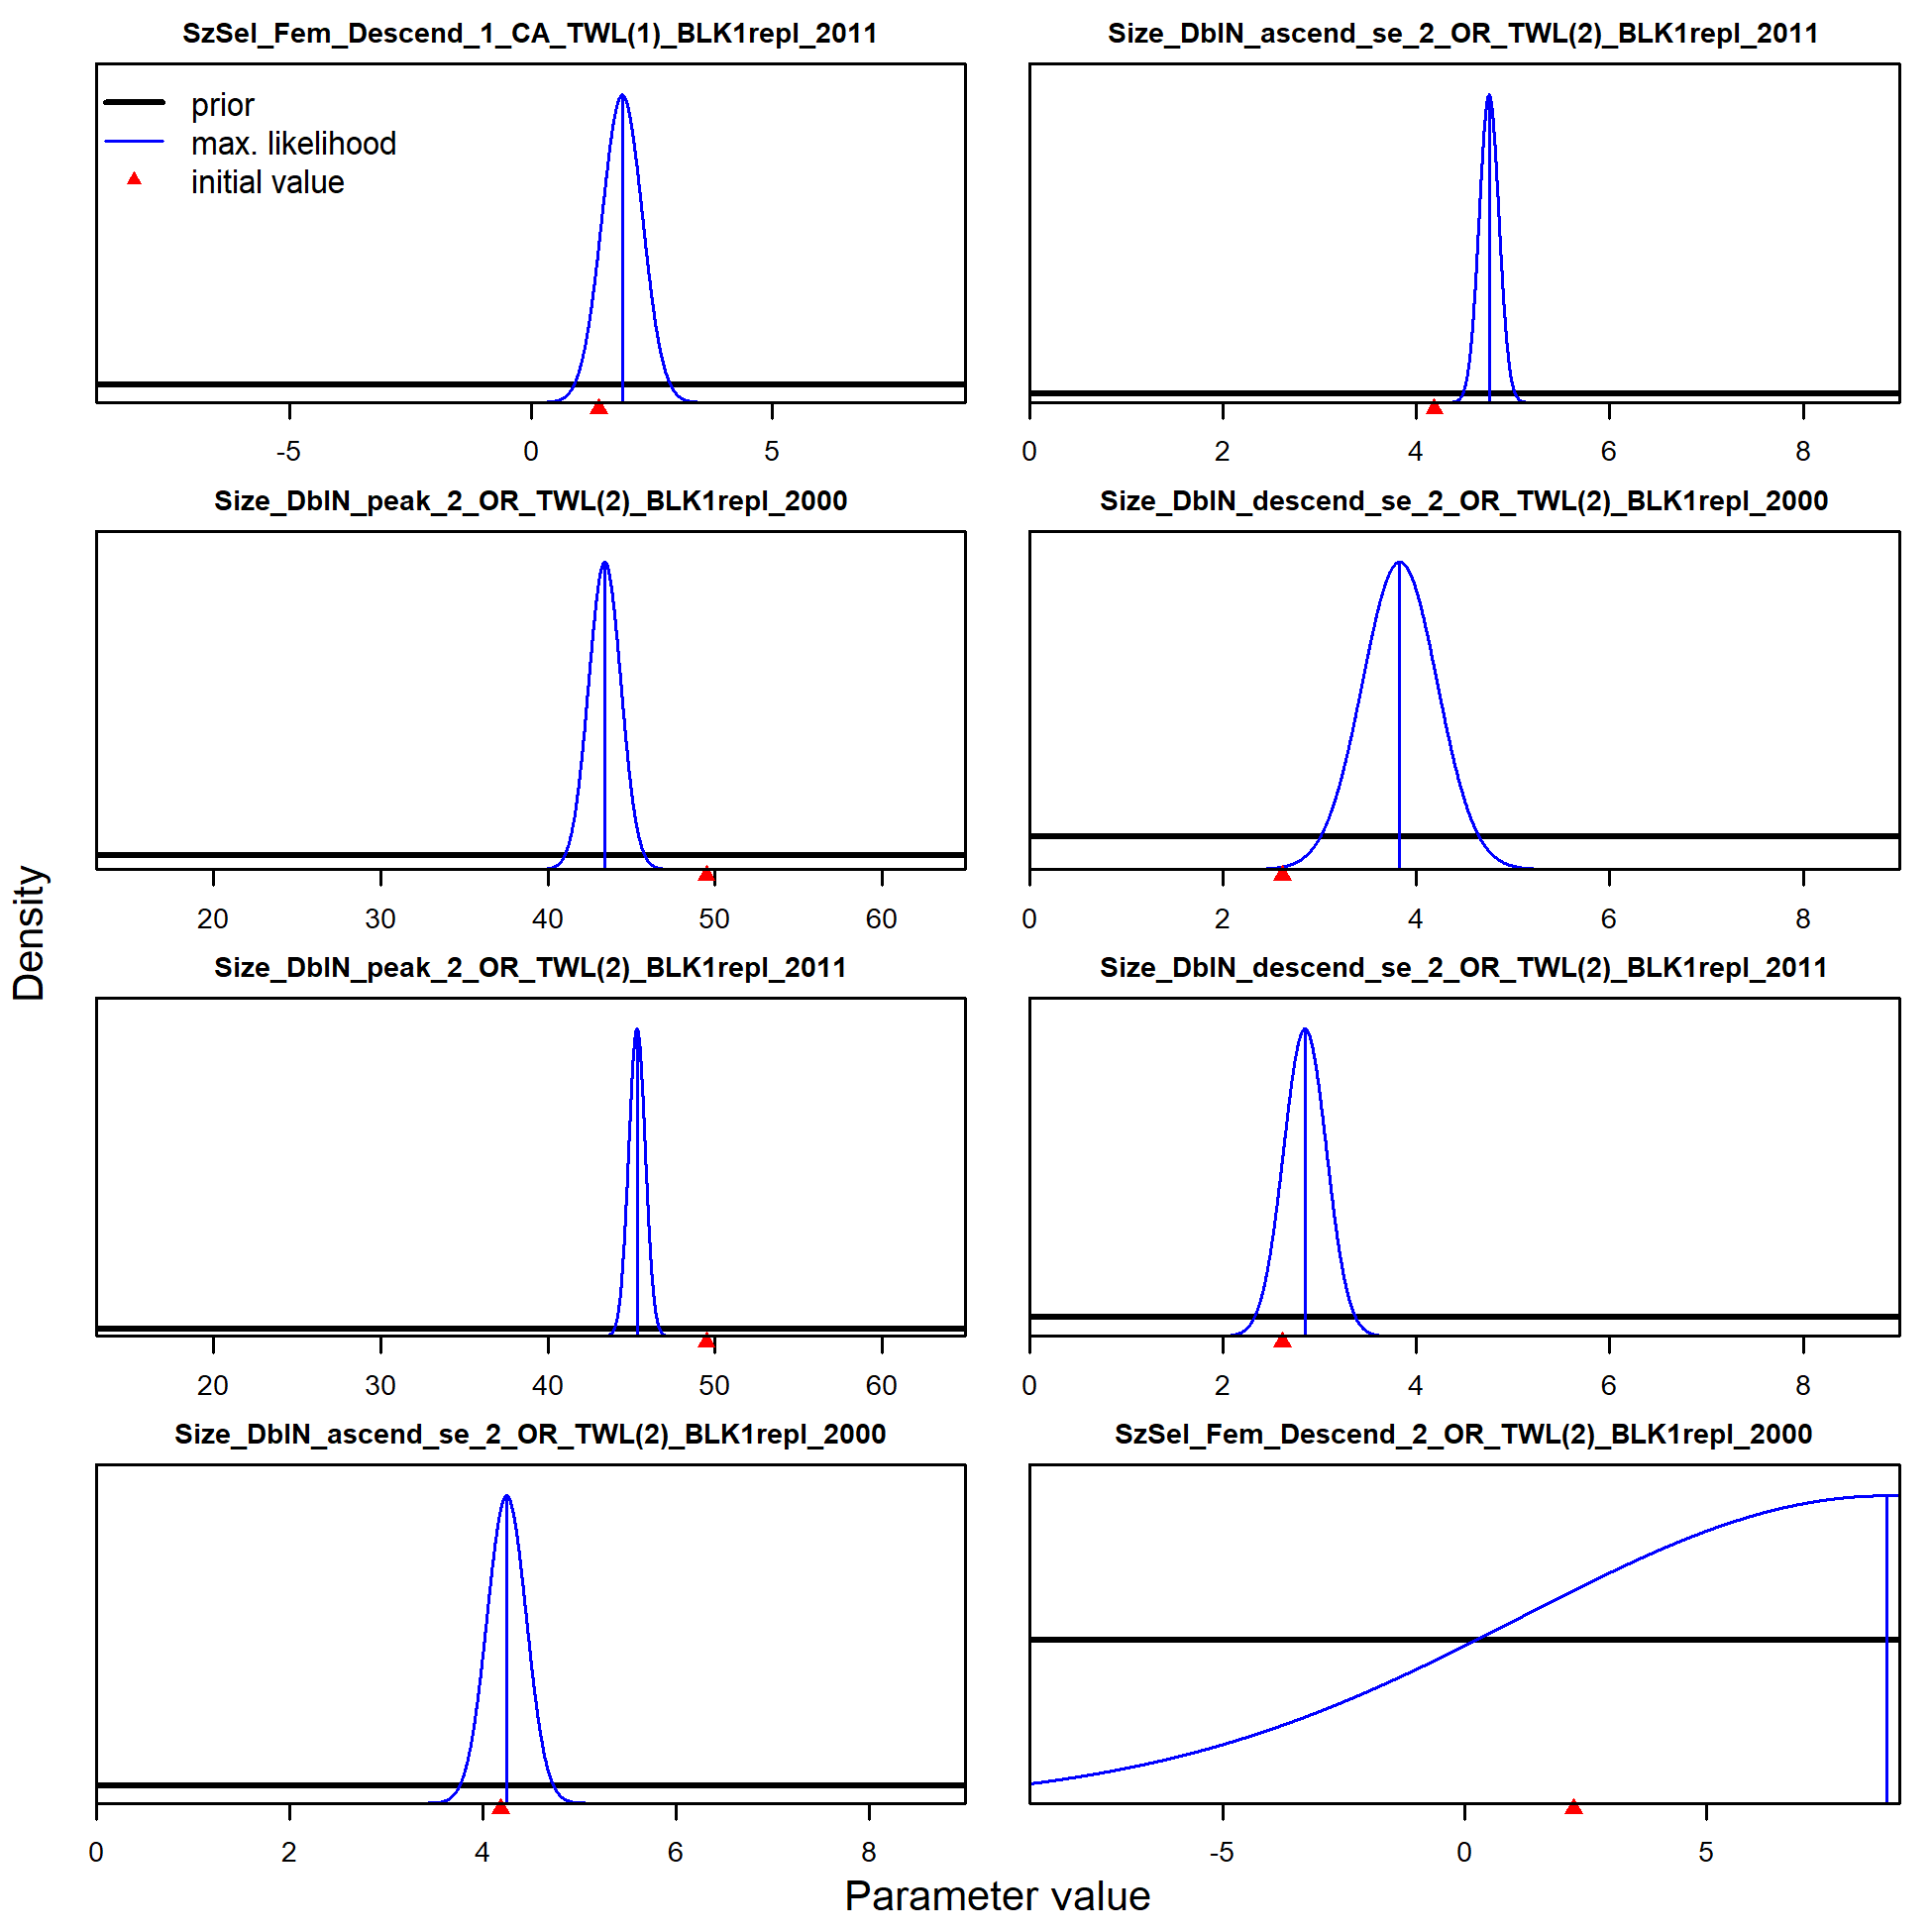 SzSel_Fem_Descend_1_CA_TWL(1)_BLK1repl_2011
prior
max. likelihood
initial value
-5 0 5
Size_DblN_ascend_se_2_OR_TWL(2)_BLK1repl_2011
0 2 4 6 8
Size_DblN_peak_2_OR_TWL(2)_BLK1repl_2000
20 30 40 50 60
Size_DblN_descend_se_2_OR_TWL(2)_BLK1repl_2000
0 2 4 6 8
Size_DblN_peak_2_OR_TWL(2)_BLK1repl_2011
20 30 40 50 60
Size_DblN_descend_se_2_OR_TWL(2)_BLK1repl_2011
0 2 4 6 8
Size_DblN_ascend_se_2_OR_TWL(2)_BLK1repl_2000
0 2 4 6 8
SzSel_Fem_Descend_2_OR_TWL(2)_BLK1repl_2000
-5 0 5
Density
Parameter value